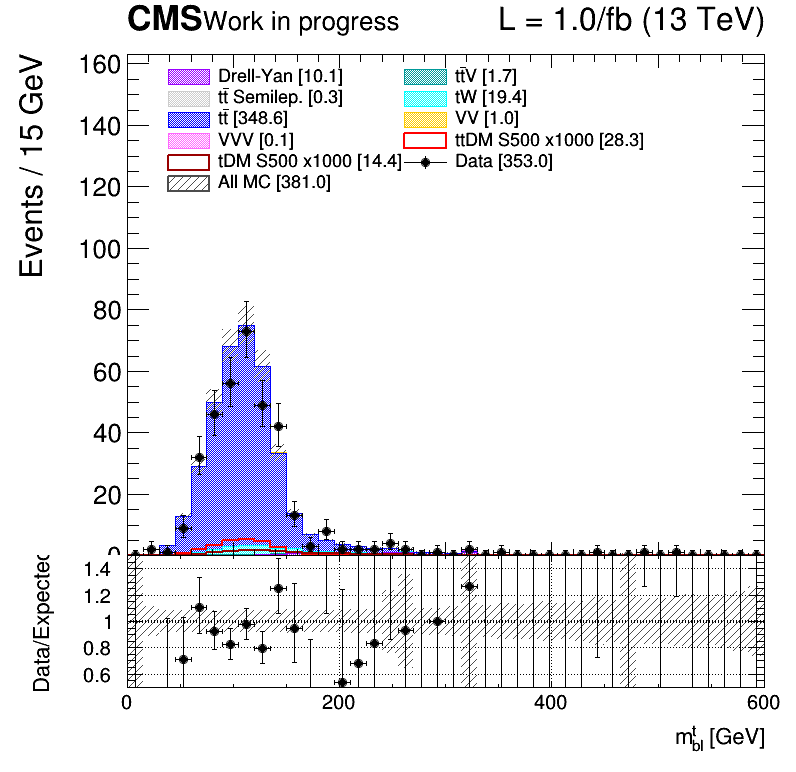 CMS Work in progress L = 1.0/fb (13 TeV)
Events / 15 GeV
160
140
120
100
80
60
40
20
0
Drell-Yan [10.1] tt̄V [1.7]
tt̄ Semilep. [0.3] tW [19.4]
tt̄ [348.6] VV [1.0]
VVV [0.1] ttDM S500 x1000 [28.3]
tDM S500 x1000 [14.4] Data [353.0]
All MC [381.0]
Data/Expected
1.4
1.2
1
0.8
0.6
0 200 400 600
m^t_bl [GeV]